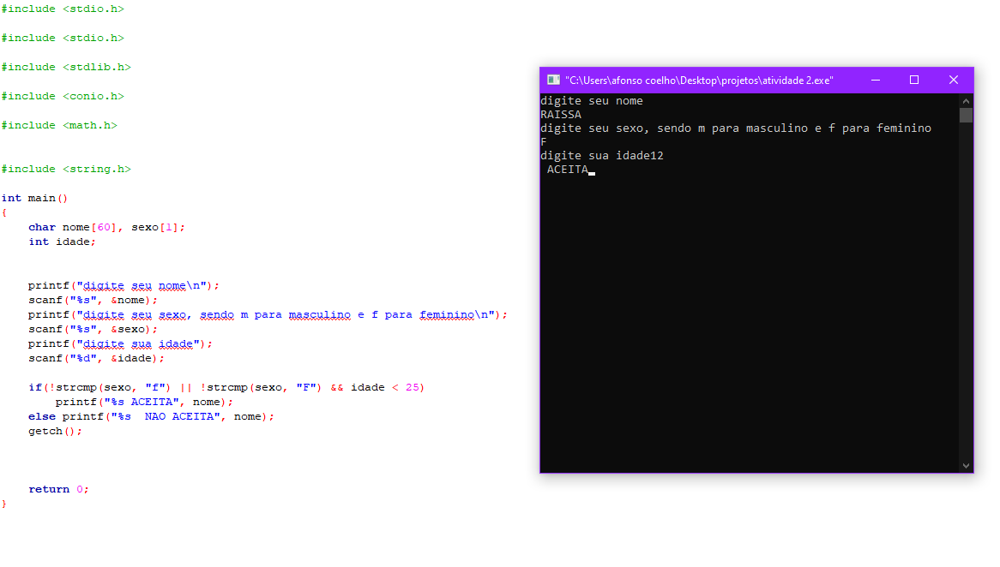 #include <stdio.h>
#include <stdio.h>
#include <stdlib.h>
#include <conio.h>
#include <math.h>
#include <string.h>
int main()
{
char nome[60], sexo[1];
int idade;
printf("digite seu nome\n");
scanf("%s", &nome);
printf("digite seu sexo, sendo m para masculino e f para feminino\n");
scanf("%s", &sexo);
printf("digite sua idade");
scanf("%d", &idade);
if(!strcmp(sexo, "f") || !strcmp(sexo, "F") && idade < 25)
printf("%s ACEITA", nome);
else printf("%s  NAO ACEITA", nome);
getch();
return 0;
}
"C:\Users\afonso coelho\Desktop\projetos\atividade 2.exe"
digite seu nome
RAISSA
digite seu sexo, sendo m para masculino e f para feminino
F
digite sua idade12
ACEITA